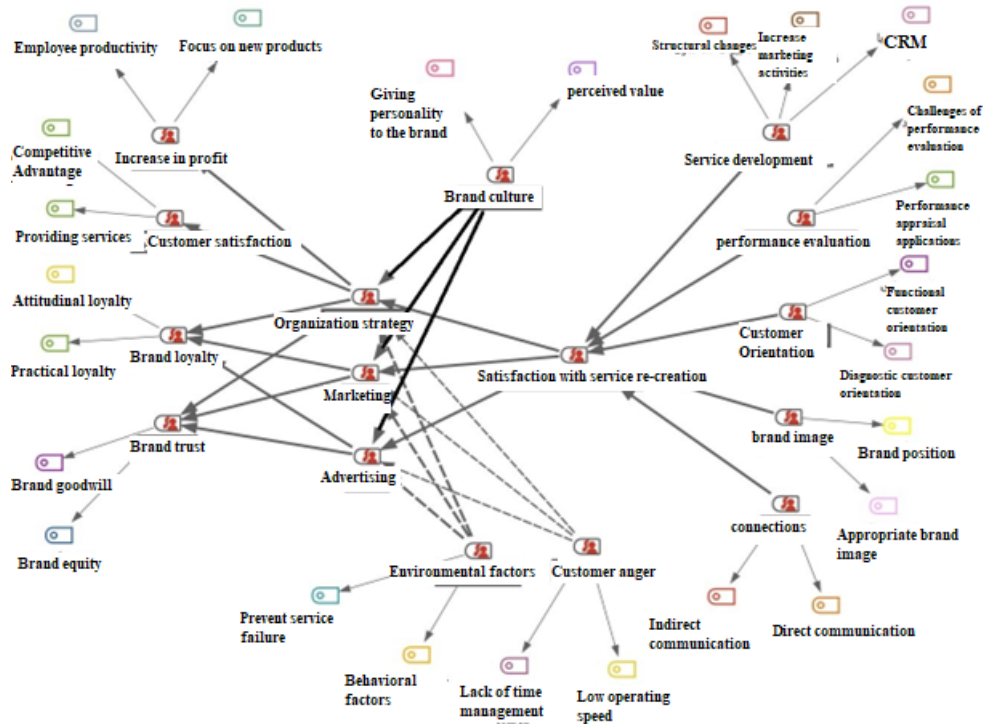 Employee productivity
Focus on new products
Structural changes
Increase
marketing
activities
CRM
Giving
personality
to the brand
perceived value
Challenges of
performance
evaluation
Competitive
Advantage
Increase in profit
Service development
Brand culture
Performance
appraisal
applications
Providing services
Customer satisfaction
performance evaluation
Attitudinal loyalty
Organization strategy
Functional
customer
orientation
Customer
Orientation
Brand loyalty
Practical loyalty
Satisfaction with service re-creation
Diagnostic customer
orientation
Marketing
Brand trust
brand image
Brand position
Brand goodwill
Advertising
connections
Appropriate brand
image
Brand equity
Environmental factors
Customer anger
Prevent service
failure
Indirect
communication
Direct communication
Behavioral
factors
Lack of time
management
Low operating
speed